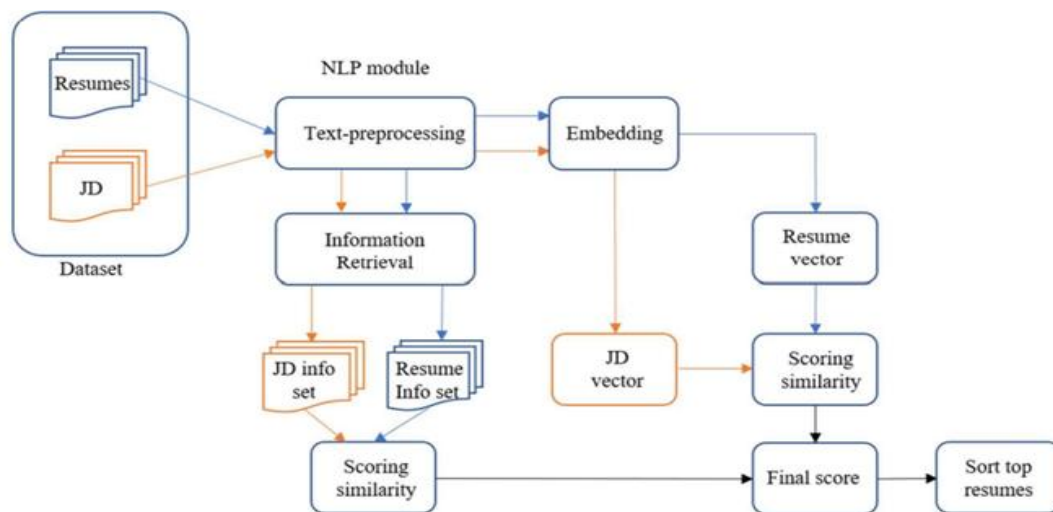 Resumes
JD
Dataset
NLP module
Text-preprocessing
Embedding
Information
Retrieval
Resume
vector
JD info
set
Resume
Info set
JD
vector
Scoring
similarity
Scoring
similarity
Final score
Sort top
resumes